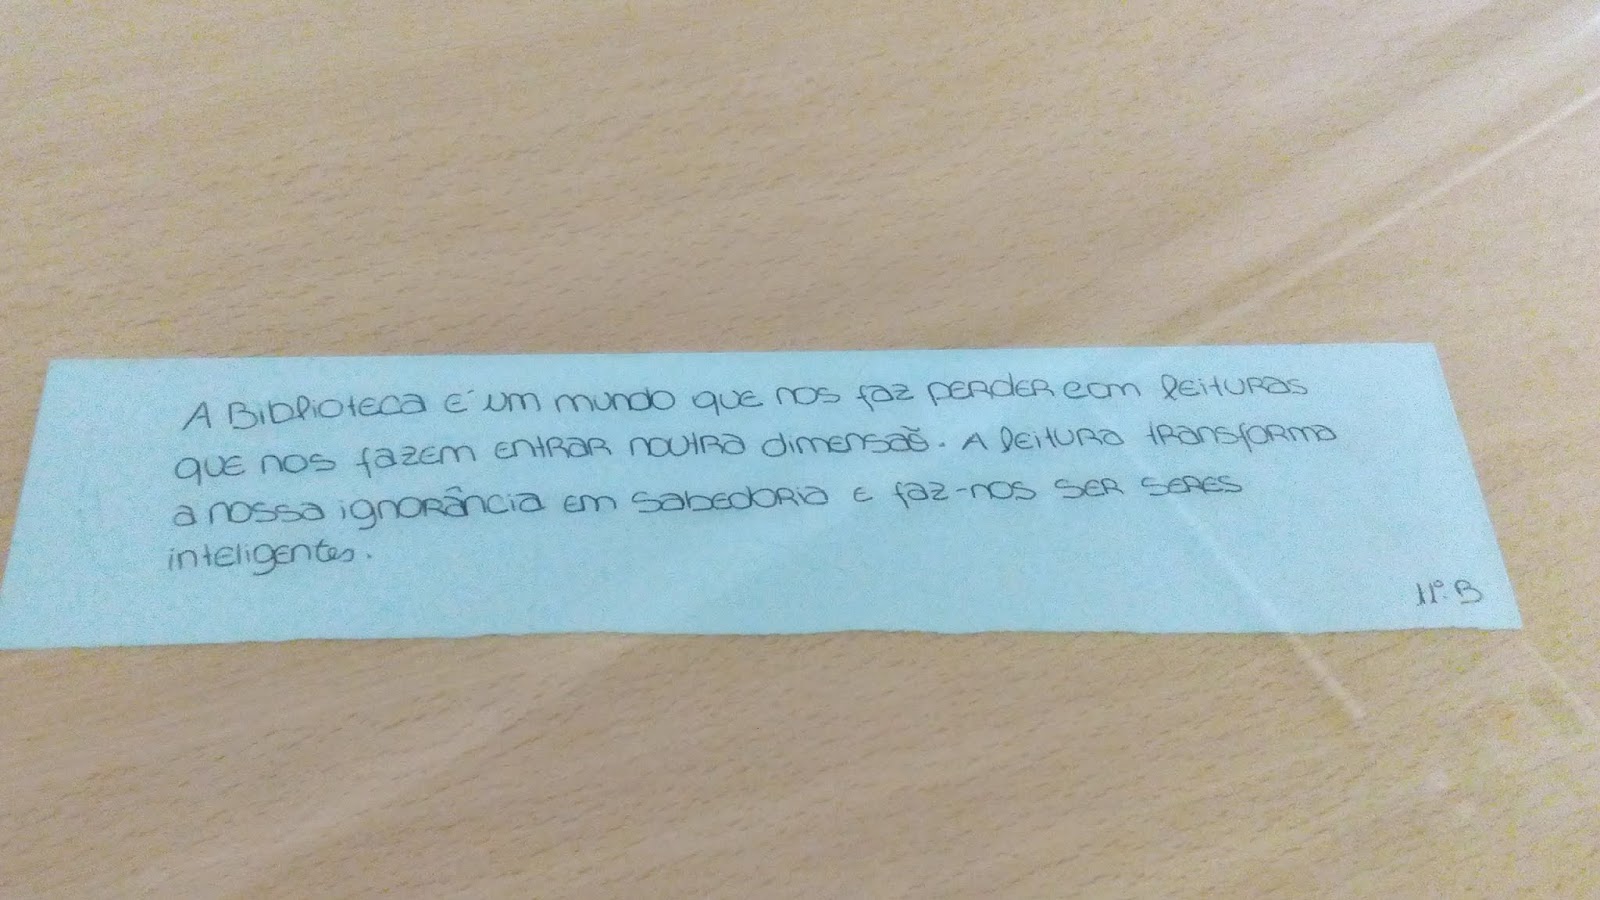 A Biblioteca é um mundo que nos faz perder com leituras
que nos fazem entrar noutra dimensão. A leitura transforma
a nossa ignorância em sabedoria e faz-nos ser seres
inteligentes.
11º B